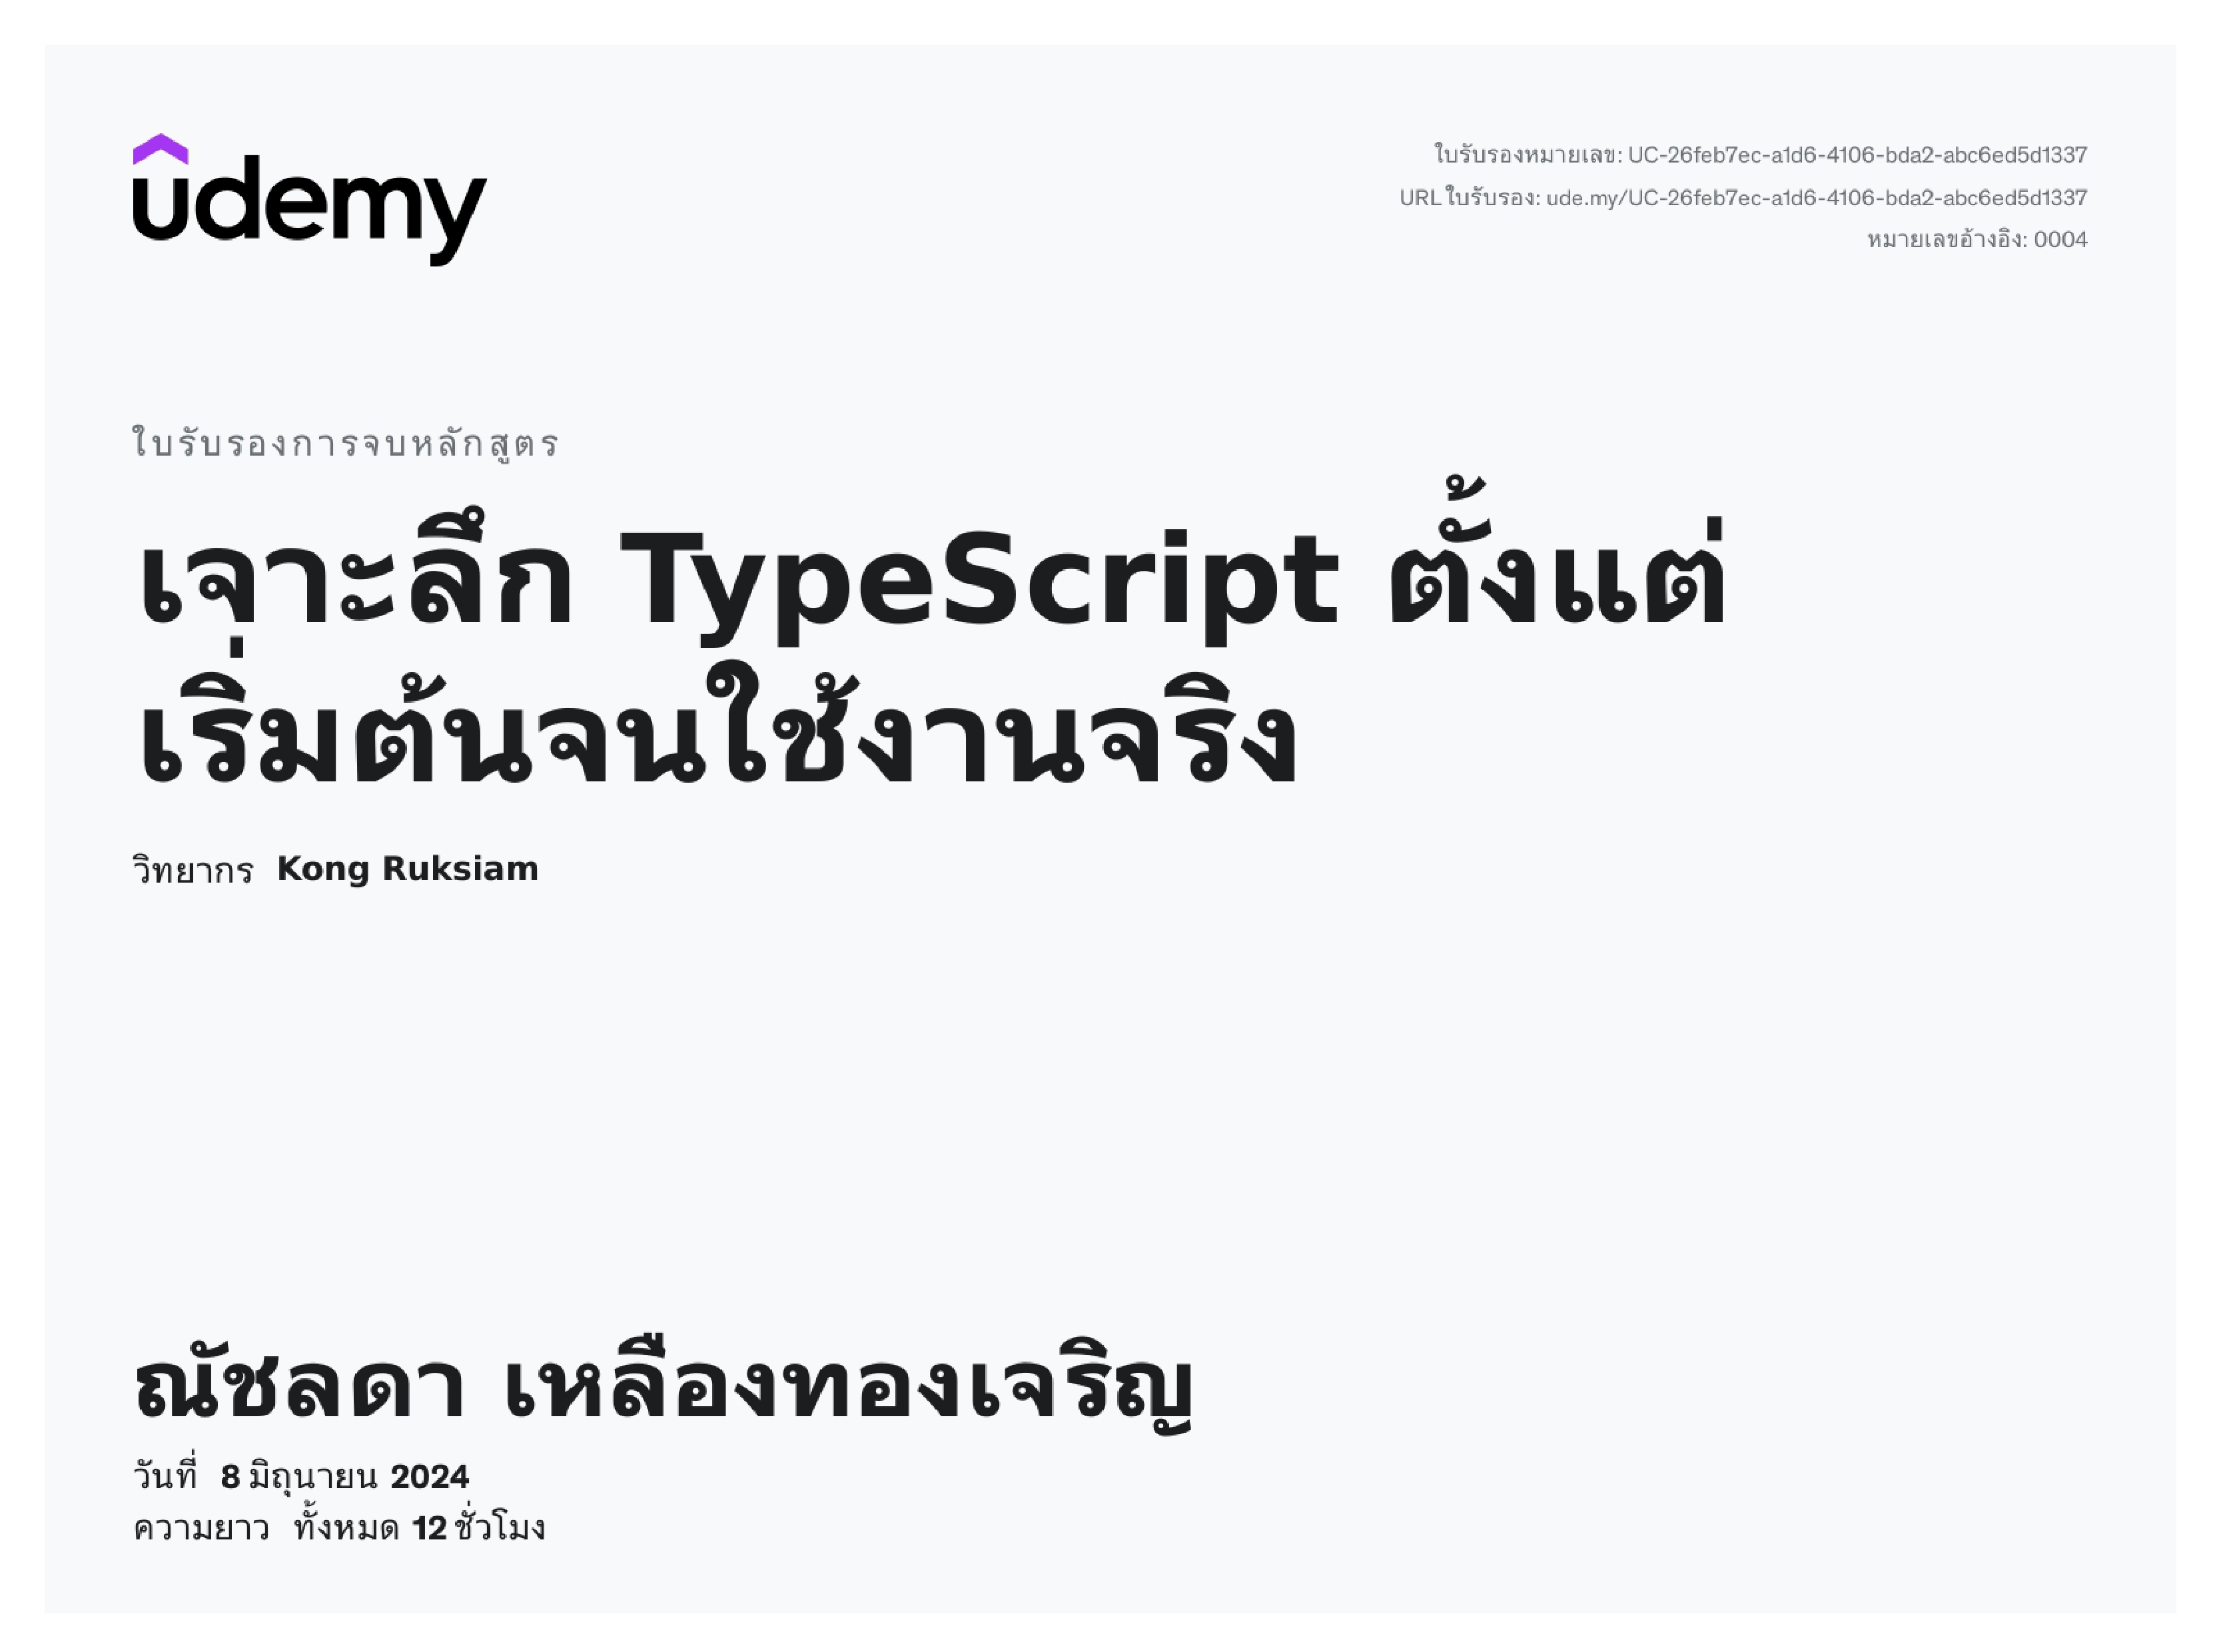 udemy
ใบรับรองหมายเลข: UC-26feb7ec-a1d6-4106-bda2-abc6ed5d1337
URL ใบรับรอง: ude.my/UC-26feb7ec-a1d6-4106-bda2-abc6ed5d1337
หมายเลขอ้างอิง: 0004
ใบรับรองการจบหลักสูตร
เจาะลึก TypeScript ตั้งแต่
เริ่มต้นจนใช้งานจริง
วิทยากร Kong Ruksiam
ณัชลดา เหลืองทองเจริญ
วันที่ 8 มิถุนายน 2024
ความยาว ทั้งหมด 12 ชั่วโมง